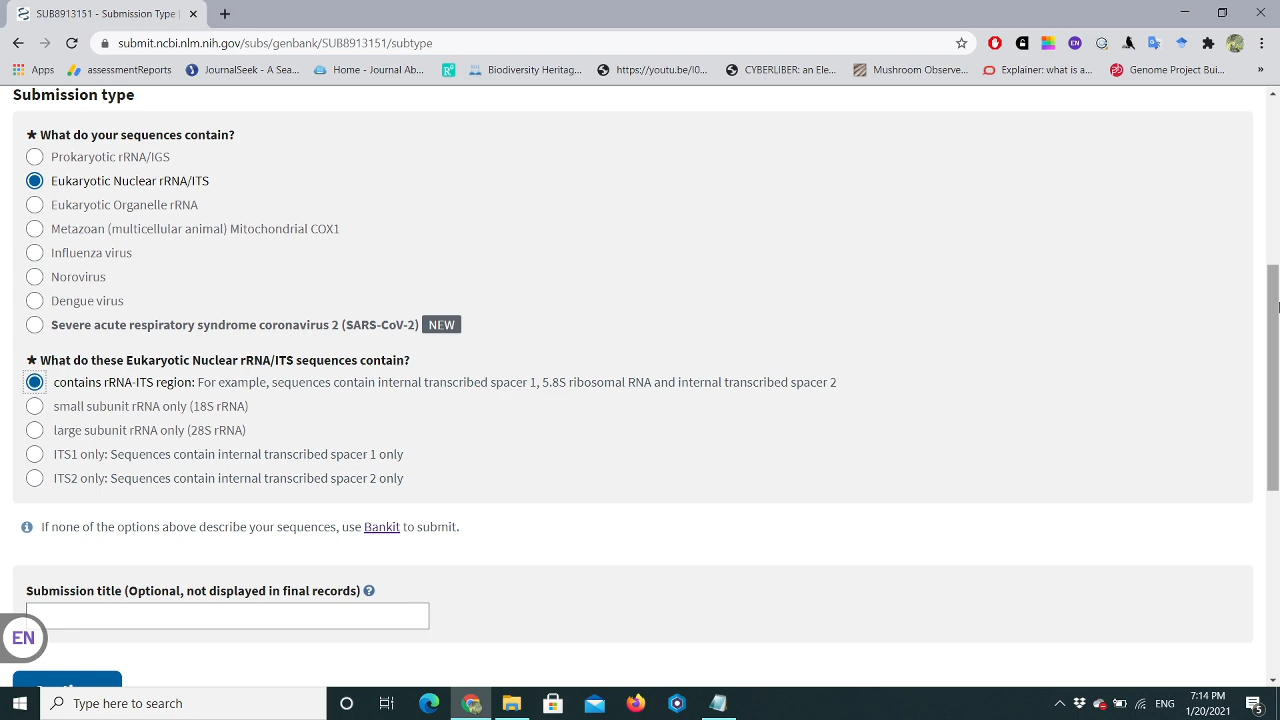 SUB8913151 - Submission Type |
submit.ncbi.nlm.nih.gov/subs/genbank/SUB8913151/subtype
EN
Apps assessmentReports JournalSeek - A Sea... Home - Journal Ab... Biodiversity Heritag... https://youtu.be/I0... CYBERLIBER: an Ele... Mushroom Observe... Explainer: what is a... Genome Project Bui... »
Submission type
★ What do your sequences contain?
Prokaryotic rRNA/IGS
Eukaryotic Nuclear rRNA/ITS
Eukaryotic Organelle rRNA
Metazoan (multicellular animal) Mitochondrial COX1
Influenza virus
Norovirus
Dengue virus
Severe acute respiratory syndrome coronavirus 2 (SARS-CoV-2) NEW
★ What do these Eukaryotic Nuclear rRNA/ITS sequences contain?
contains rRNA-ITS region: For example, sequences contain internal transcribed spacer 1, 5.8S ribosomal RNA and internal transcribed spacer 2
small subunit rRNA only (18S rRNA)
large subunit rRNA only (28S rRNA)
ITS1 only: Sequences contain internal transcribed spacer 1 only
ITS2 only: Sequences contain internal transcribed spacer 2 only
If none of the options above describe your sequences, use Bankit to submit.
Submission title (Optional, not displayed in final records)
EN
Type here to search
ENG
7:14 PM
1/20/2021
5